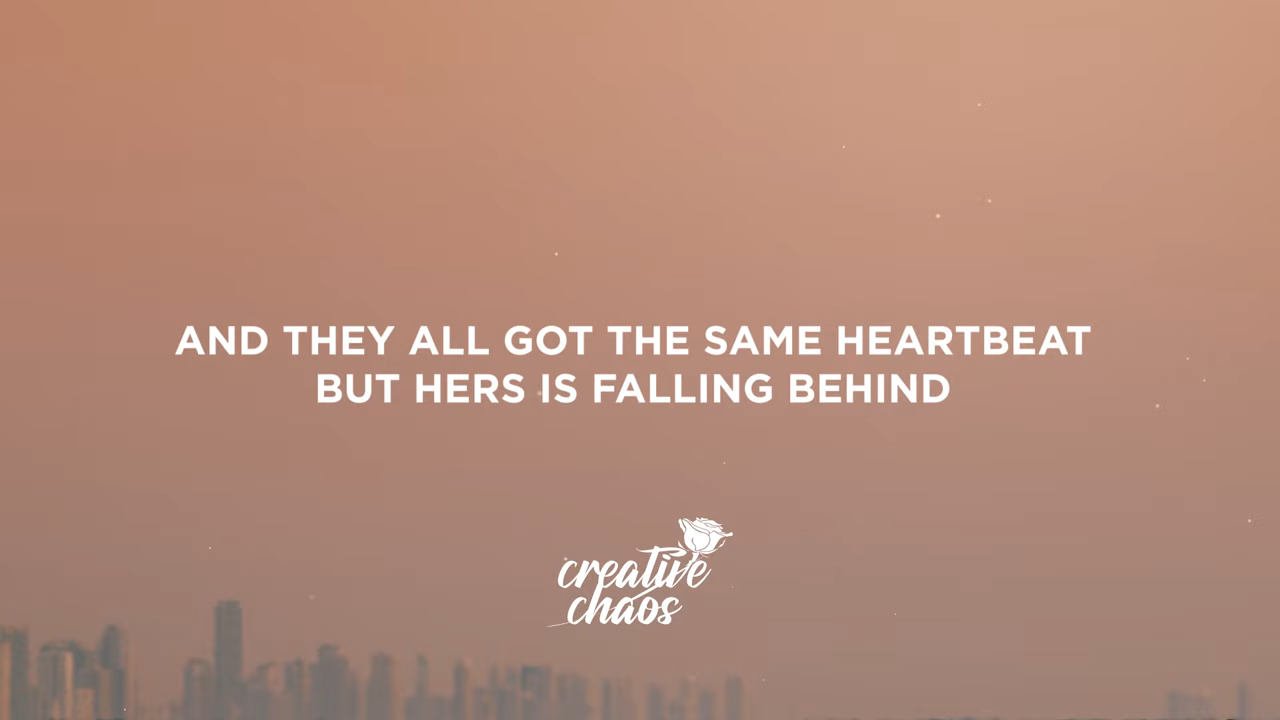 AND THEY ALL GOT THE SAME HEARTBEAT
BUT HERS IS FALLING BEHIND
creative
chaos